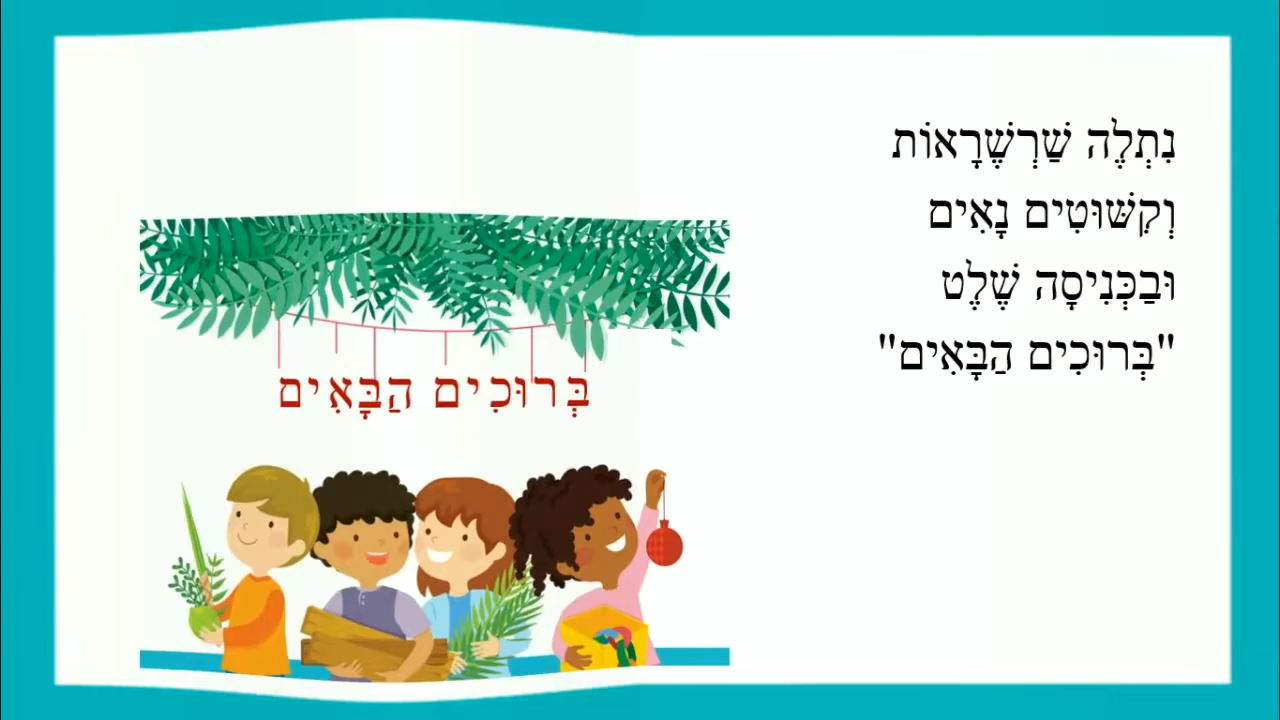 נִתְלֶה שַׁרְשְׁרָאוֹת
וְקִשּׁוּטִים נָאִים
וּבַכְּנִיסָה שֶׁלֶט
"בְּרוּכִים הַבָּאִים"
בְּרוּכִים הַבָּאִים